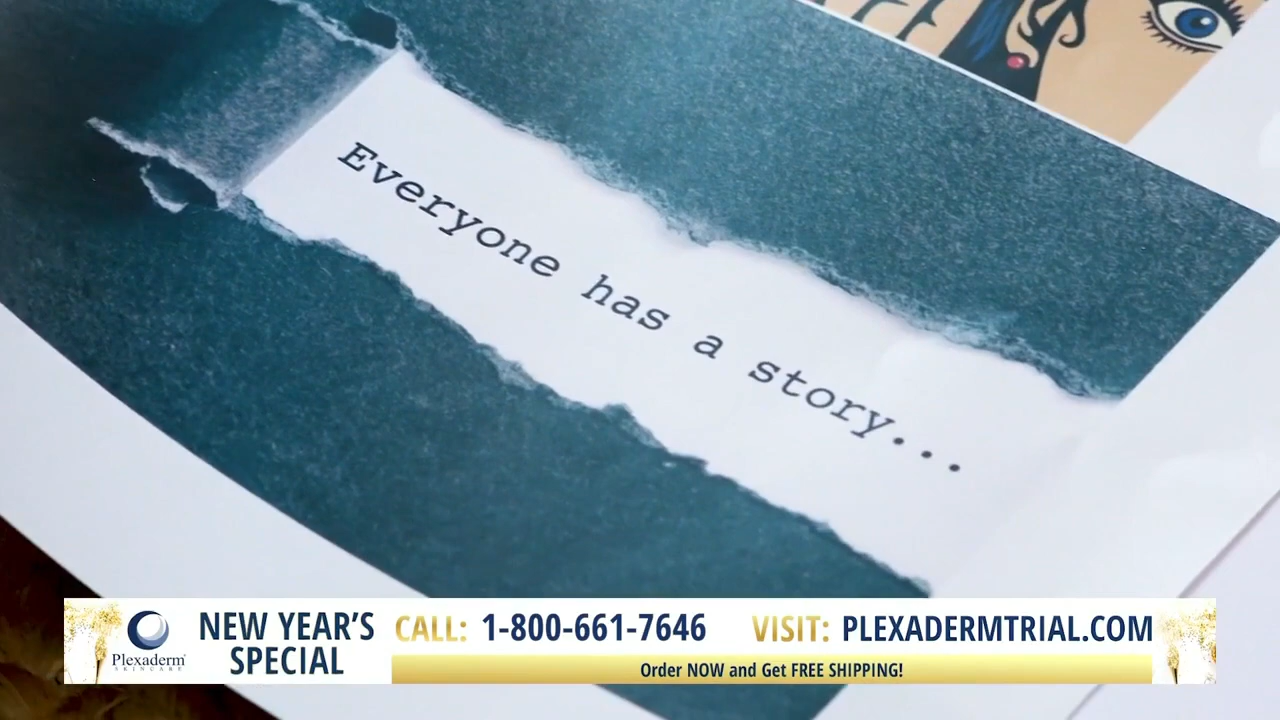 Everyone has a story...
Plexaderm®
SKINCARE
NEW YEAR'S
SPECIAL
CALL: 1-800-661-7646
VISIT: PLEXADERMTRIAL.COM
Order NOW and Get FREE SHIPPING!